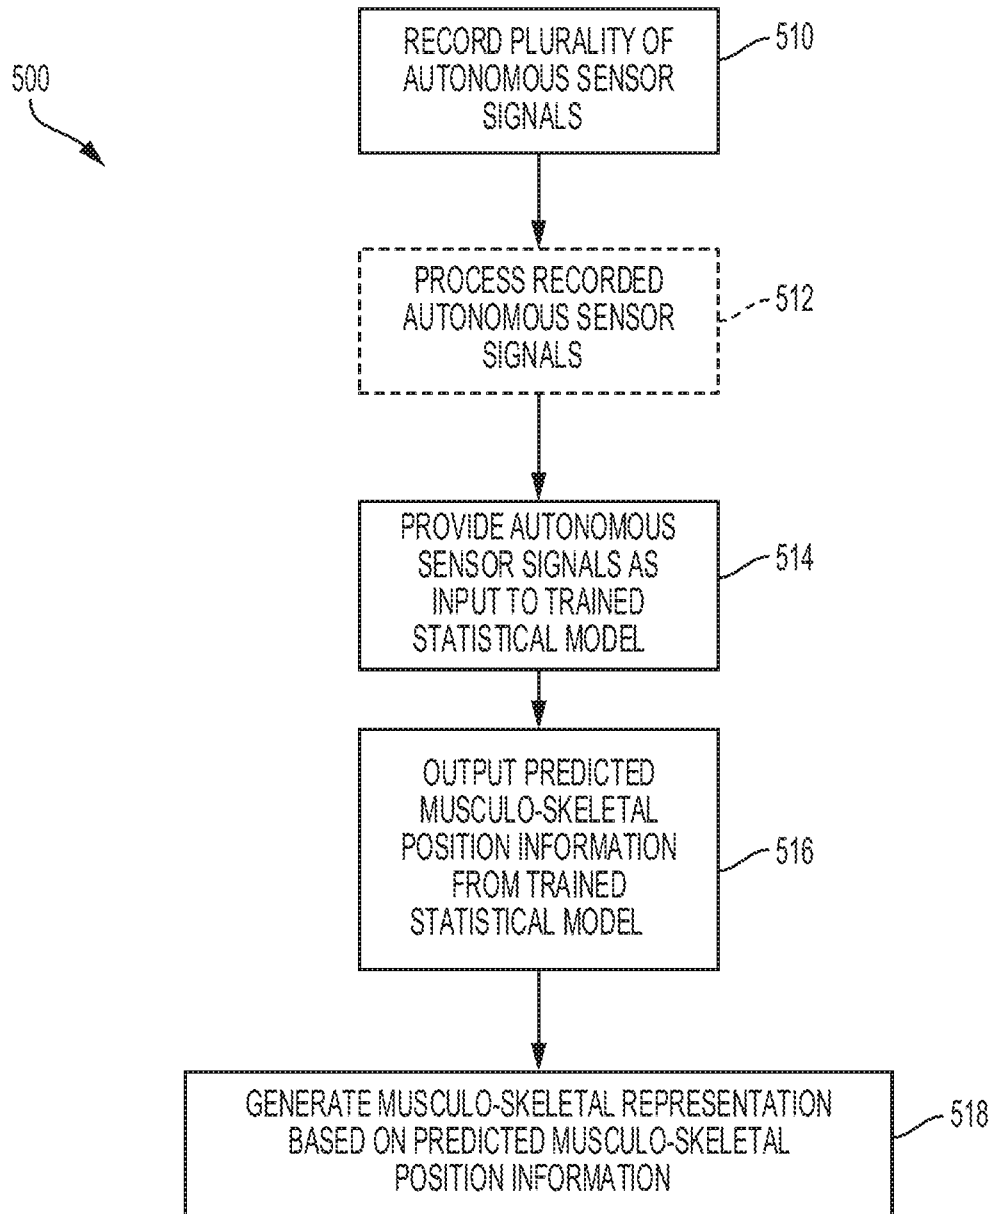 500
RECORD PLURALITY OF
AUTONOMOUS SENSOR
SIGNALS
510
PROCESS RECORDED
AUTONOMOUS SENSOR
SIGNALS
512
PROVIDE AUTONOMOUS
SENSOR SIGNALS AS
INPUT TO TRAINED
STATISTICAL MODEL
514
OUTPUT PREDICTED
MUSCULO-SKELETAL
POSITION INFORMATION
FROM TRAINED
STATISTICAL MODEL
516
GENERATE MUSCULO-SKELETAL REPRESENTATION
BASED ON PREDICTED MUSCULO-SKELETAL
POSITION INFORMATION
518